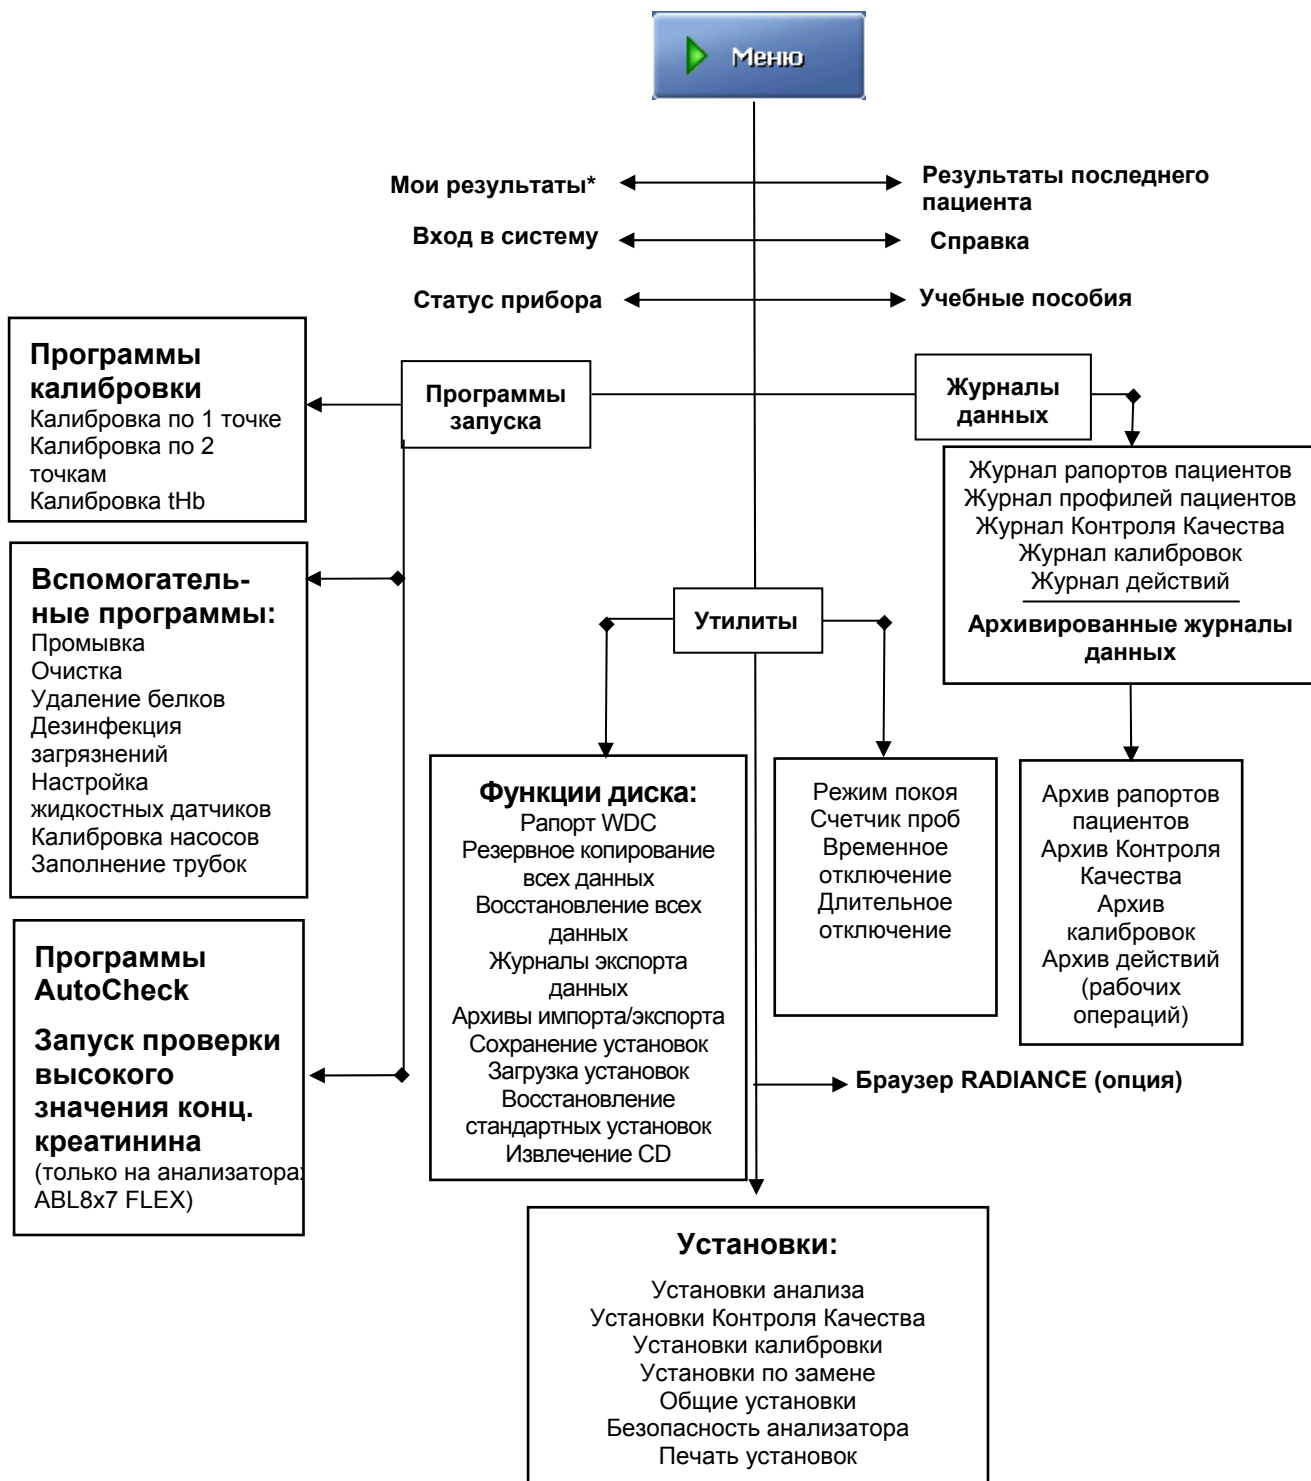 Меню
Мои результаты*
Результаты последнего
пациента
Вход в систему
Справка
Статус прибора
Учебные пособия
Программы
калибровки
Калибровка по 1 точке
Калибровка по 2
точкам
Калибровка tHb
Программы
запуска
Журналы
данных
Журнал рапортов пациентов
Журнал профилей пациентов
Журнал Контроля Качества
Журнал калибровок
Журнал действий
Архивированные журналы
данных
Вспомогатель-
ные программы:
Промывка
Очистка
Удаление белков
Дезинфекция
загрязнений
Настройка
жидкостных датчиков
Калибровка насосов
Заполнение трубок
Утилиты
Функции диска:
Рапорт WDC
Резервное копирование
всех данных
Восстановление всех
данных
Журналы экспорта
данных
Архивы импорта/экспорта
Сохранение установок
Загрузка установок
Восстановление
стандартных установок
Извлечение CD
Режим покоя
Счетчик проб
Временное
отключение
Длительное
отключение
Архив рапортов
пациентов
Архив Контроля
Качества
Архив
калибровок
Архив действий
(рабочих
операций)
Программы
AutoCheck
Запуск проверки
высокого
значения конц.
креатинина
(только на анализаторах
ABL8x7 FLEX)
Браузер RADIANCE (опция)
Установки:
Установки анализа
Установки Контроля Качества
Установки калибровки
Установки по замене
Общие установки
Безопасность анализатора
Печать установок